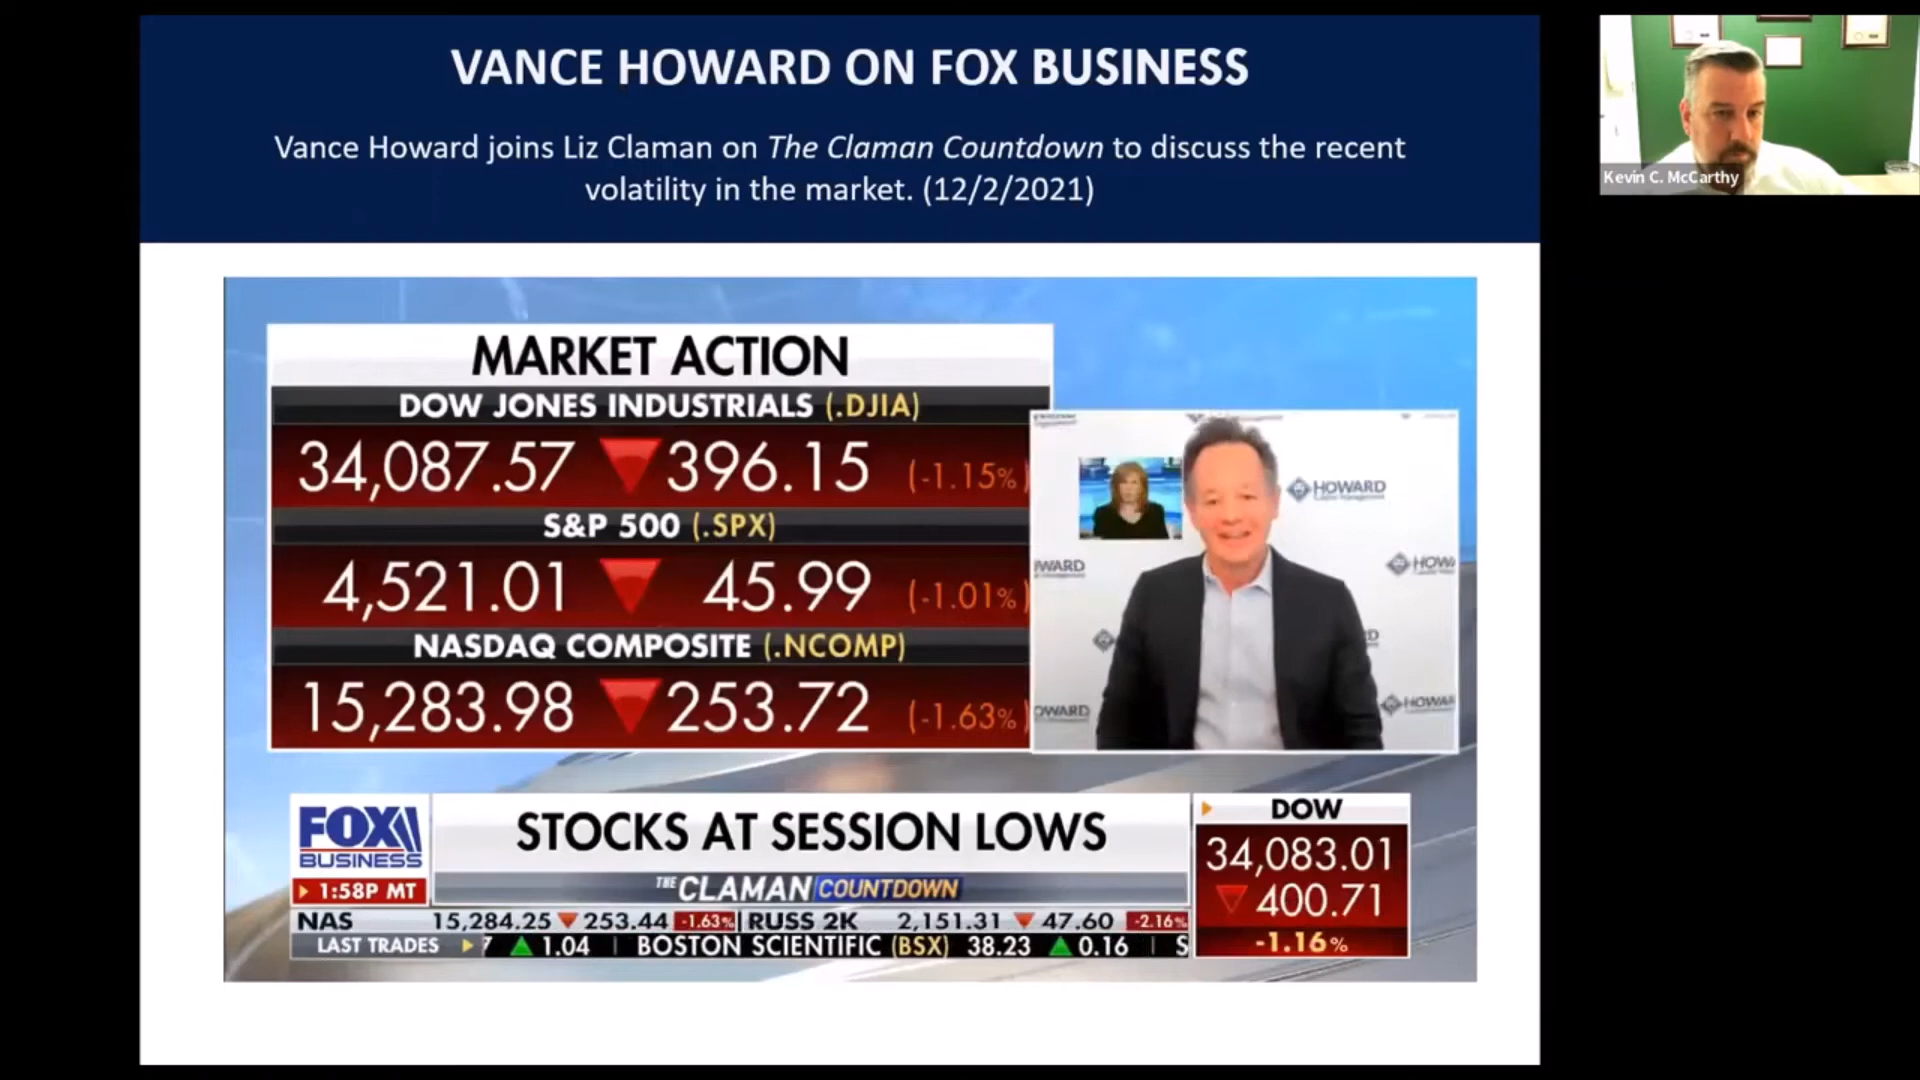 VANCE HOWARD ON FOX BUSINESS
Vance Howard joins Liz Claman on The Claman Countdown to discuss the recent
volatility in the market. (12/2/2021)
Kevin C. McCarthy
MARKET ACTION
DOW JONES INDUSTRIALS (.DJIA)
34,087.57 ▼ 396.15 (-1.15%)
S&P 500 (.SPX)
4,521.01 ▼ 45.99 (-1.01%)
NASDAQ COMPOSITE (.NCOMP)
15,283.98 ▼ 253.72 (-1.63%)
HOWARD
WARD
HOWA
OWARD
HOWAR
FOX
BUSINESS
1:58P MT
STOCKS AT SESSION LOWS
THE CLAMAN COUNTDOWN
NAS 15,284.25 ▼ 253.44 -1.63% RUSS 2K 2,151.31 ▼ 47.60 -2.16%
LAST TRADES 7 ▲ 1.04 | BOSTON SCIENTIFIC (BSX) 38.23 ▲ 0.16 | S
DOW
34,083.01
▼ 400.71
-1.16%